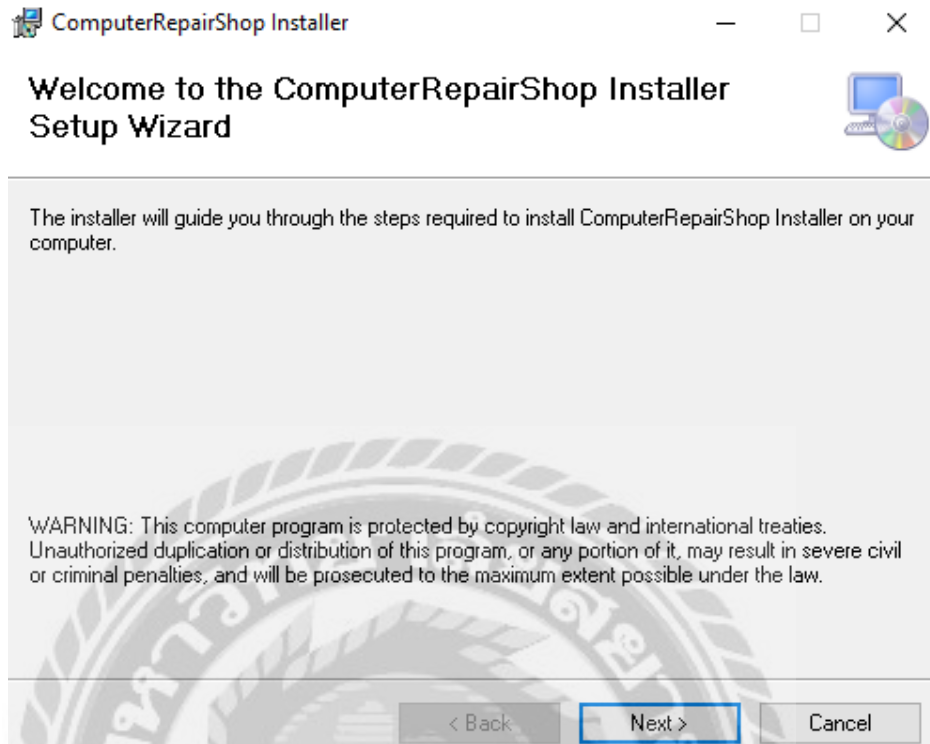 ComputerRepairShop Installer
Welcome to the ComputerRepairShop Installer
Setup Wizard
The installer will guide you through the steps required to install ComputerRepairShop Installer on your
computer.
WARNING: This computer program is protected by copyright law and international treaties.
Unauthorized duplication or distribution of this program, or any portion of it, may result in severe civil
or criminal penalties, and will be prosecuted to the maximum extent possible under the law.
< Back
Next >
Cancel